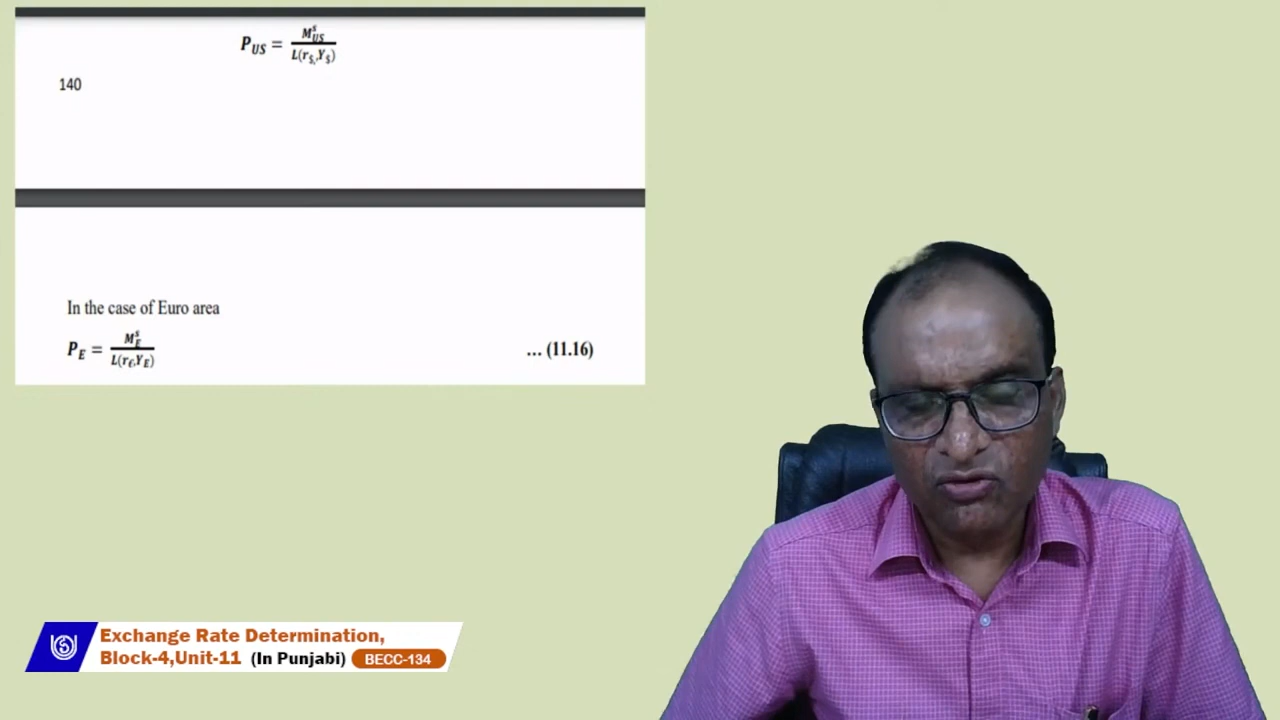 P_US = M^s_US / L(r_$,Y_$)
140
In the case of Euro area
P_E = M^s_E / L(r_€,Y_E) ... (11.16)
Exchange Rate Determination,
Block-4,Unit-11 (In Punjabi) BECC-134